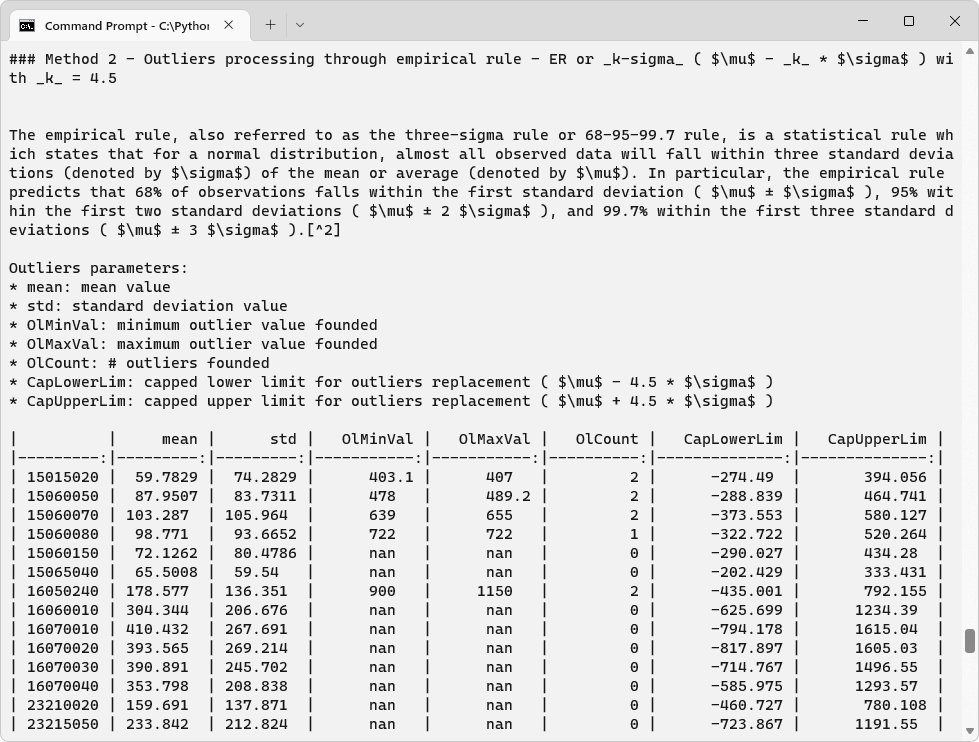 Command Prompt - C:\Python
### Method 2 - Outliers processing through empirical rule - ER or _k-sigma_ ( $\mu$ - _k_ * $\sigma$ ) wi
th _k_ = 4.5
The empirical rule, also referred to as the three-sigma rule or 68-95-99.7 rule, is a statistical rule wh
ich states that for a normal distribution, almost all observed data will fall within three standard devia
tions (denoted by $\sigma$) of the mean or average (denoted by $\mu$). In particular, the empirical rule
predicts that 68% of observations falls within the first standard deviation ( $\mu$ ± $\sigma$ ), 95% wit
hin the first two standard deviations ( $\mu$ ± 2 $\sigma$ ), and 99.7% within the first three standard d
eviations ( $\mu$ ± 3 $\sigma$ ).[^2]
Outliers parameters:
* mean: mean value
* std: standard deviation value
* OlMinVal: minimum outlier value founded
* OlMaxVal: maximum outlier value founded
* OlCount: # outliers founded
* CapLowerLim: capped lower limit for outliers replacement ( $\mu$ - 4.5 * $\sigma$ )
* CapUpperLim: capped upper limit for outliers replacement ( $\mu$ + 4.5 * $\sigma$ )
|          |     mean |      std |   OlMinVal |   OlMaxVal |   OlCount |   CapLowerLim |   CapUpperLim |
|---------:|---------:|---------:|-----------:|-----------:|----------:|--------------:|--------------:|
| 15015020 |  59.7829 |  74.2829 |      403.1 |      407   |         2 |      -274.49  |       394.056 |
| 15060050 |  87.9507 |  83.7311 |      478   |      489.2 |         2 |      -288.839 |       464.741 |
| 15060070 | 103.287  | 105.964  |      639   |      655   |         2 |      -373.553 |       580.127 |
| 15060080 |  98.771  |  93.6652 |      722   |      722   |         1 |      -322.722 |       520.264 |
| 15060150 |  72.1262 |  80.4786 |      nan   |      nan   |         0 |      -290.027 |       434.28  |
| 15065040 |  65.5008 |  59.54   |      nan   |      nan   |         0 |      -202.429 |       333.431 |
| 16050240 | 178.577  | 136.351  |      900   |     1150   |         2 |      -435.001 |       792.155 |
| 16060010 | 304.344  | 206.676  |      nan   |      nan   |         0 |      -625.699 |      1234.39  |
| 16070010 | 410.432  | 267.691  |      nan   |      nan   |         0 |      -794.178 |      1615.04  |
| 16070020 | 393.565  | 269.214  |      nan   |      nan   |         0 |      -817.897 |      1605.03  |
| 16070030 | 390.891  | 245.702  |      nan   |      nan   |         0 |      -714.767 |      1496.55  |
| 16070040 | 353.798  | 208.838  |      nan   |      nan   |         0 |      -585.975 |      1293.57  |
| 23210020 | 159.691  | 137.871  |      nan   |      nan   |         0 |      -460.727 |       780.108 |
| 23215050 | 233.842  | 212.824  |      nan   |      nan   |         0 |      -723.867 |      1191.55  |